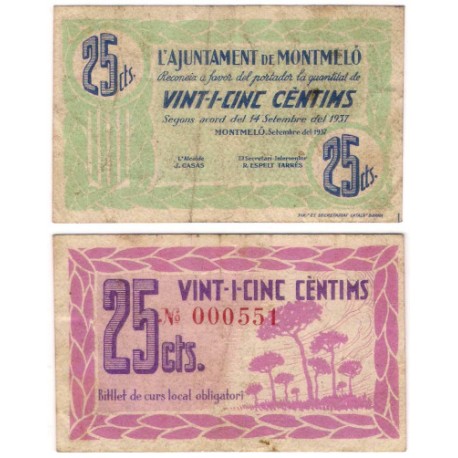 25 cts.
L'AJUNTAMENT DE MONTMELÓ
Reconeix a favor del portador la quantitat de
VINT-I-CINC CÈNTIMS
Segons acord del 14 Setembre del 1937
MONTMELÓ, Setembre del 1937
L'Alcalde
El Secretari-Interventor
J. CASAS
R. ESPELT TARRÉS
25 cts.
VINT-I-CINC CÈNTIMS
Nº 000551
25 cts.
Bitllet de curs local obligatori